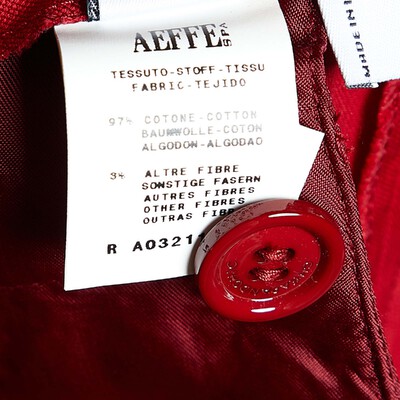 AEFFE SPA
TESSUTO-STOFF-TISSU
FABRIC-TEJIDO
97% COTONE-COTTON
BAUMWOLLE-COTON
ALGODON-ALGODAO
3% ALTRE FIBRE
SONSTIGE FASERN
AUTRES FIBRES
OTHER FIBRES
OUTRAS FIBRAS
R A0321
MADE IN